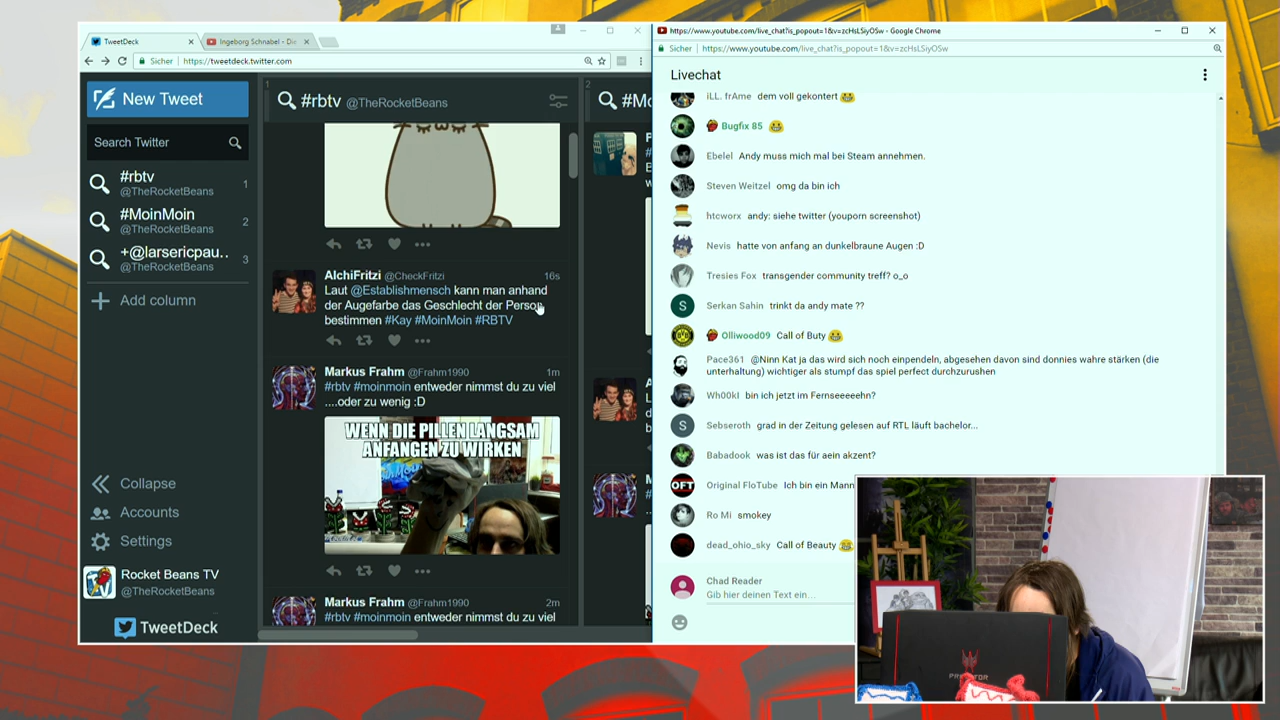 TweetDeck
Ingeborg Schnabel - Di
Sicher
https://tweetdeck.twitter.com
New Tweet
Search Twitter
#rbtv
@TheRocketBeans
1
#MoinMoin
@TheRocketBeans
2
+@larsericpau..
@TheRocketBeans
3
Add column
Collapse
Accounts
Settings
Rocket Beans TV
@TheRocketBeans
TweetDeck
1
#rbtv @TheRocketBeans
AlchiFritzi @CheckFritzi 16s
Laut @Establishmensch kann man anhand
der Augefarbe das Geschlecht der Person
bestimmen #Kay #MoinMoin #RBTV
Markus Frahm @Frahm1990 1m
#rbtv #moinmoin entweder nimmst du zu viel
....oder zu wenig :D
WENN DIE PILLEN LANGSAM
ANFANGEN ZU WIRKEN
Markus Frahm @Frahm1990 2m
#rbtv #moinmoin entweder nimmst du zu viel
2
#Mo
https://www.youtube.com/live_chat?is_popout=1&v=zcHsLSiyOSw - Google Chrome
Sicher
https://www.youtube.com/live_chat?is_popout=1&v=zcHsLSiyOSw
Livechat
iLL. frAme dem voll gekontert
Bugfix 85
Ebelel Andy muss mich mal bei Steam annehmen.
Steven Weitzel omg da bin ich
htcworx andy: siehe twitter (youporn screenshot)
Nevis hatte von anfang an dunkelbraune Augen :D
Tresies Fox transgender community treff? o_o
S Serkan Sahin trinkt da andy mate ??
Olliwood09 Call of Buty
Pace361 @Ninn Kat ja das wird sich noch einpendeln, abgesehen davon sind donnies wahre stärken (die
unterhaltung) wichtiger als stumpf das spiel perfect durchzurushen
Wh00kI bin ich jetzt im Fernseeeeehn?
S Sebseroth grad in der Zeitung gelesen auf RTL läuft bachelor...
Babadook was ist das für aein akzent?
OFT Original FloTube Ich bin ein Mann
Ro Mi smokey
dead_ohio_sky Call of Beauty
Chad Reader
Gib hier deinen Text ein...